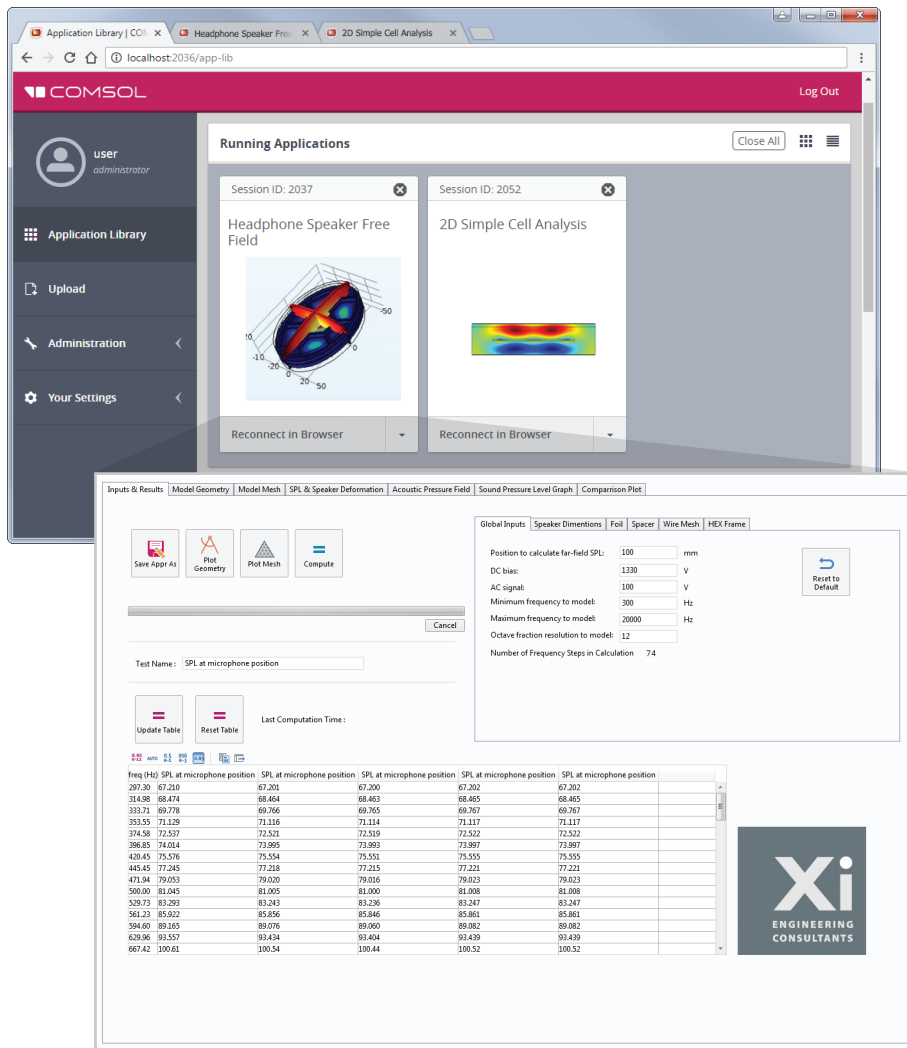 Application Library | CO
Headphone Speaker Fre
2D Simple Cell Analysis
localhost:2036/app-lib
COMSOL
Log Out
user
administrator
Application Library
Upload
Administration
Your Settings
Running Applications
Close All
Session ID: 2037
Headphone Speaker Free
Field
-50
-10
-20
0
20
50
0
Reconnect in Browser
Session ID: 2052
2D Simple Cell Analysis
Reconnect in Browser
Inputs & Results Model Geometry Model Mesh SPL & Speaker Deformation Acoustic Pressure Field Sound Pressure Level Graph Comparrison Plot
Save Appr As
Plot
Geometry
Plot Mesh
Compute
Cancel
Test Name : SPL at microphone position
Update Table
Reset Table
Last Computation Time :
Global Inputs Speaker Dimentions Foil Spacer Wire Mesh HEX Frame
Position to calculate far-field SPL: 100 mm
DC bias: 1330 V
AC signal: 100 V
Minimum frequency to model: 300 Hz
Maximum frequency to model: 20000 Hz
Octave fraction resolution to model: 12
Number of Frequency Steps in Calculation 74
Reset to
Default
AUTO
freq (Hz) SPL at microphone position SPL at microphone position SPL at microphone position SPL at microphone position SPL at microphone position
297.30 67.210 67.201 67.200 67.202 67.202
314.98 68.474 68.464 68.463 68.465 68.465
333.71 69.778 69.766 69.765 69.767 69.767
353.55 71.129 71.116 71.114 71.117 71.117
374.58 72.537 72.521 72.519 72.522 72.522
396.85 74.014 73.995 73.993 73.997 73.997
420.45 75.576 75.554 75.551 75.555 75.555
445.45 77.245 77.218 77.215 77.221 77.221
471.94 79.053 79.020 79.016 79.023 79.023
500.00 81.045 81.005 81.000 81.008 81.008
529.73 83.293 83.243 83.236 83.247 83.247
561.23 85.922 85.856 85.846 85.861 85.861
594.60 89.165 89.076 89.060 89.082 89.082
629.96 93.557 93.434 93.404 93.439 93.439
667.42 100.61 100.54 100.44 100.52 100.52
Xi
ENGINEERING
CONSULTANTS